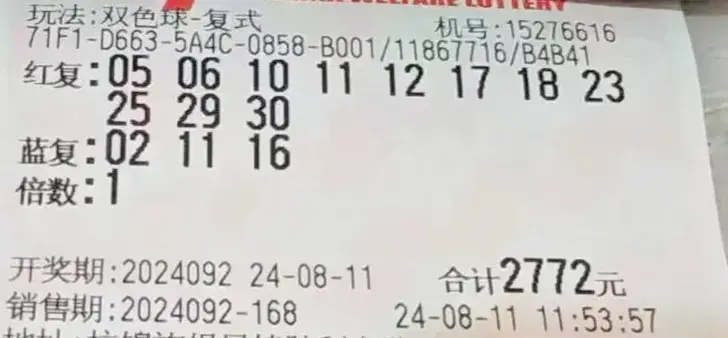 WELFARE LOTTERY
玩法:双色球-复式 机号:15276616
71F1-D663-5A4C-0858-B001/11867716/B4B41
红复:05 06 10 11 12 17 18 23
25 29 30
蓝复:02 11 16
倍数:1
开奖期:2024092 24-08-11 合计2772元
销售期:2024092-168 24-08-11 11:53:57